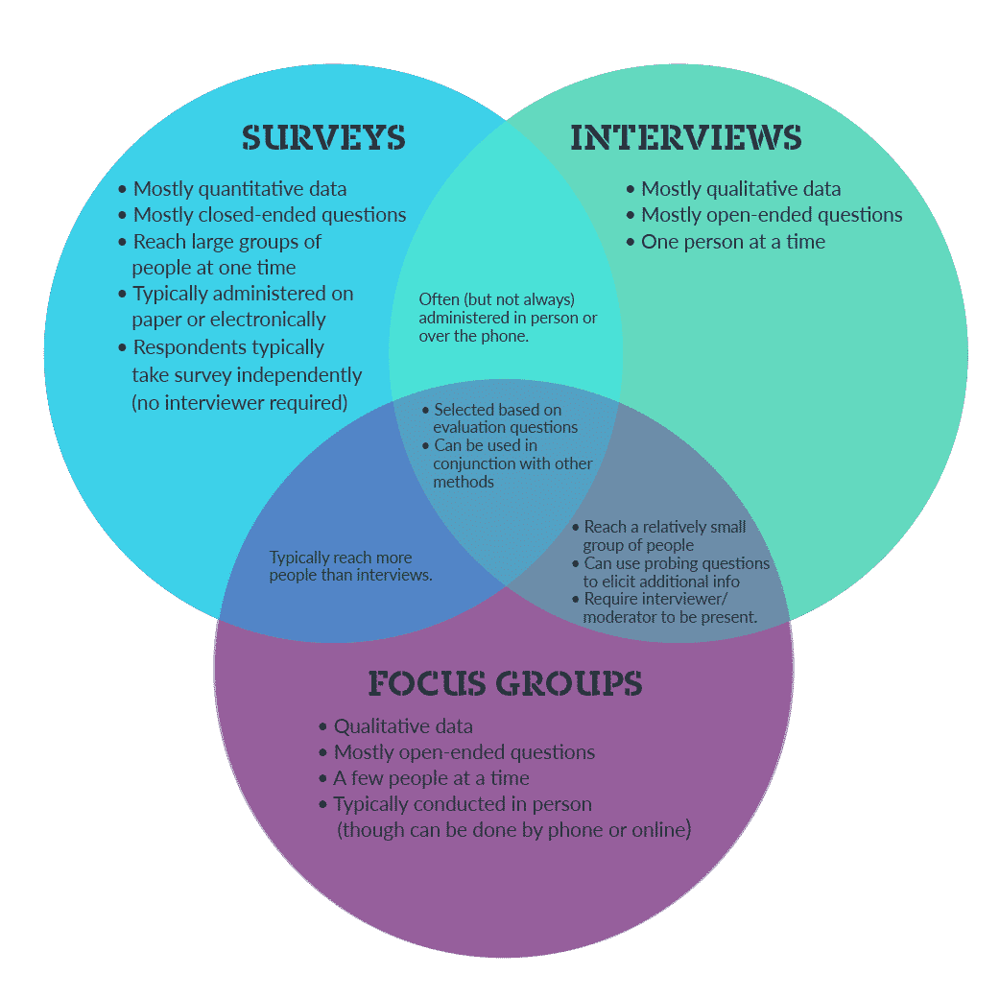 SURVEYS
• Mostly quantitative data
• Mostly closed-ended questions
• Reach large groups of
people at one time
• Typically administered on
paper or electronically
• Respondents typically
take survey independently
(no interviewer required)
INTERVIEWS
• Mostly qualitative data
• Mostly open-ended questions
• One person at a time
Often (but not always)
administered in person or
over the phone.
• Selected based on
evaluation questions
• Can be used in
conjunction with other
methods
Typically reach more
people than interviews.
• Reach a relatively small
group of people
• Can use probing questions
to elicit additional info
• Require interviewer/
moderator to be present.
FOCUS GROUPS
• Qualitative data
• Mostly open-ended questions
• A few people at a time
• Typically conducted in person
(though can be done by phone or online)